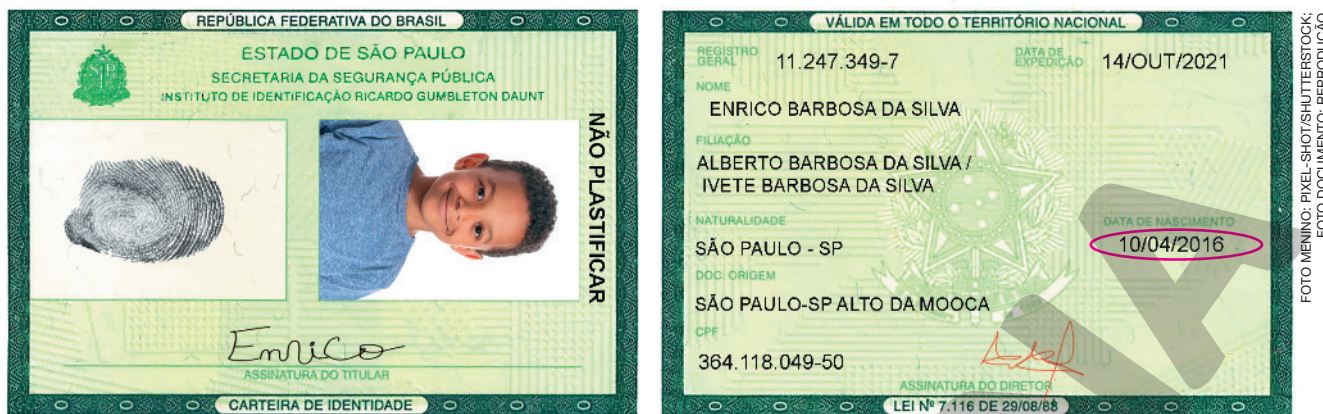 REPÚBLICA FEDERATIVA DO BRASIL
ESTADO DE SÃO PAULO
SECRETARIA DA SEGURANÇA PÚBLICA
INSTITUTO DE IDENTIFICAÇÃO RICARDO GUMBLETON DAUNT
SP
NÃO PLASTIFICAR
Enrico
ASSINATURA DO TITULAR
CARTEIRA DE IDENTIDADE
VÁLIDA EM TODO O TERRITÓRIO NACIONAL
REGISTRO GERAL 11.247.349-7 DATA DE EXPEDIÇÃO 14/OUT/2021
NOME
ENRICO BARBOSA DA SILVA
FILIAÇÃO
ALBERTO BARBOSA DA SILVA /
IVETE BARBOSA DA SILVA
NATURALIDADE DATA DE NASCIMENTO
SÃO PAULO - SP 10/04/2016
DOC. ORIGEM
SÃO PAULO-SP ALTO DA MOOCA
CPF
364.118.049-50
ASSINATURA DO DIRETOR
LEI Nº 7.116 DE 29/08/88
FOTO MENINO: PIXEL-SHOT/SHUTTERSTOCK;
FOTO DOCUMENTO: REPRODUÇÃO